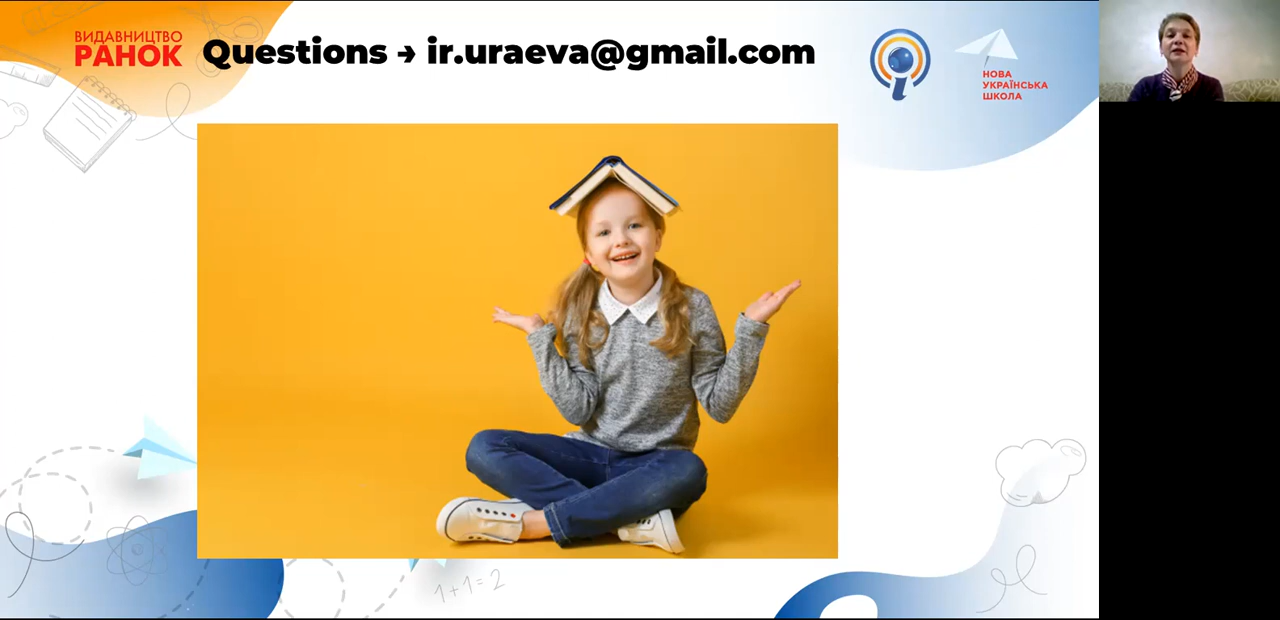 ВИДАВНИЦТВО
РАНОК
Questions → ir.uraeva@gmail.com
НОВА
УКРАЇНСЬКА
ШКОЛА
1+1=2